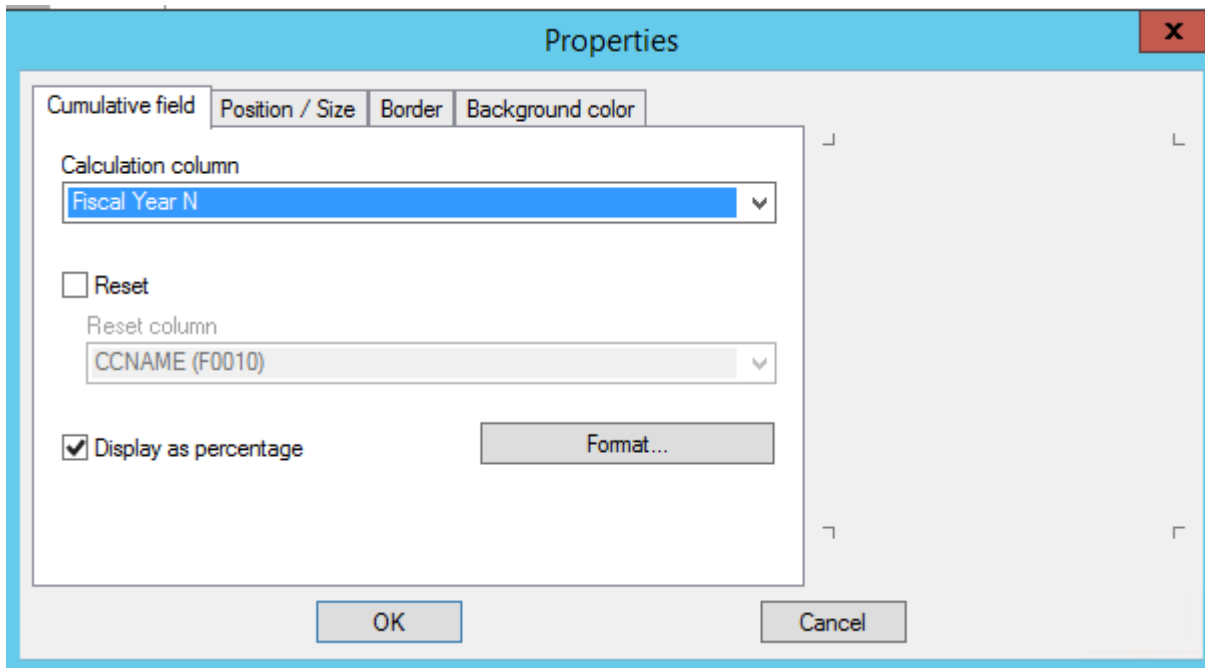 Properties
x
Cumulative field Position / Size Border Background color
Calculation column
Fiscal Year N
Reset
Reset column
CCNAME (F0010)
Display as percentage Format...
OK Cancel